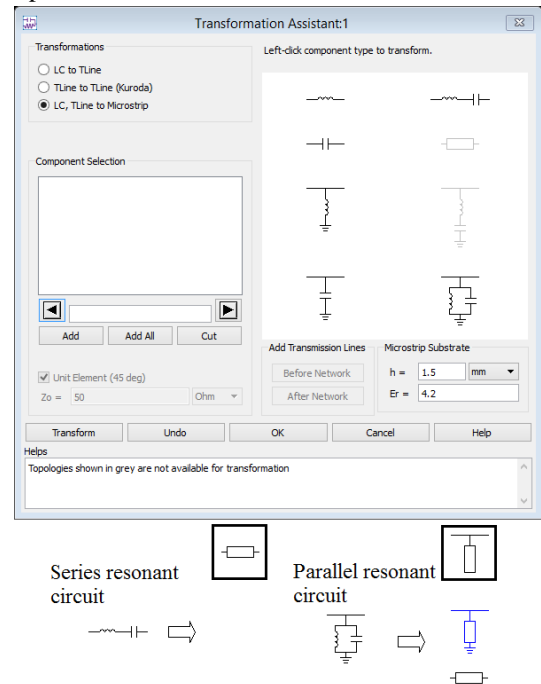 Transformation Assistant:1
Transformations
LC to TLine
TLine to TLine (Kuroda)
LC, TLine to Microstrip
Left-click component type to transform.
Component Selection
Add Add All Cut
Unit Element (45 deg)
Zo = 50 Ohm
Add Transmission Lines
Before Network
After Network
Microstrip Substrate
h = 1.5 mm
Er = 4.2
Transform Undo OK Cancel Help
Helps
Topologies shown in grey are not available for transformation
Series resonant
circuit
Parallel resonant
circuit